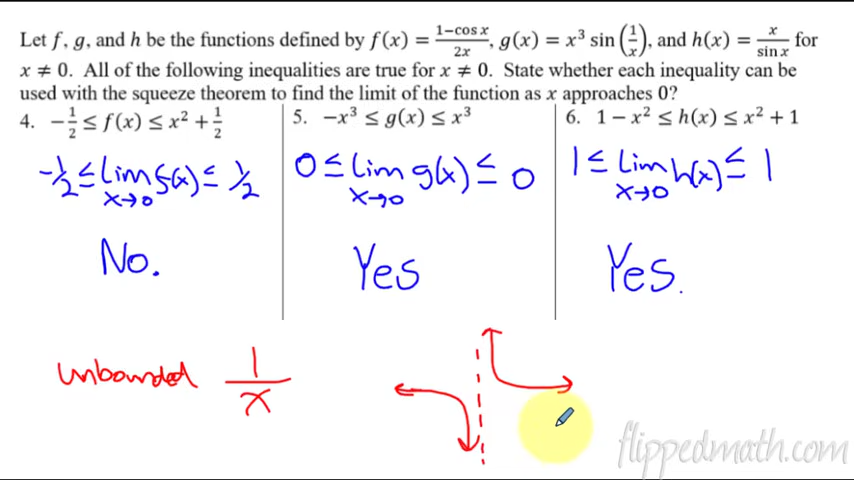 Let f, g, and h be the functions defined by f(x) = (1−cos x)/(2x), g(x) = x³ sin(1/x), and h(x) = x/(sin x) for
x ≠ 0. All of the following inequalities are true for x ≠ 0. State whether each inequality can be
used with the squeeze theorem to find the limit of the function as x approaches 0?
4. −1/2 ≤ f(x) ≤ x² + 1/2
-1/2 ≤ lim x→0 f(x) ≤ 1/2
No.
5. −x³ ≤ g(x) ≤ x³
0 ≤ lim x→0 g(x) ≤ 0
Yes
6. 1 − x² ≤ h(x) ≤ x² + 1
1 ≤ lim x→0 h(x) ≤ 1
Yes.
unbounded 1/x
flippedmath.com